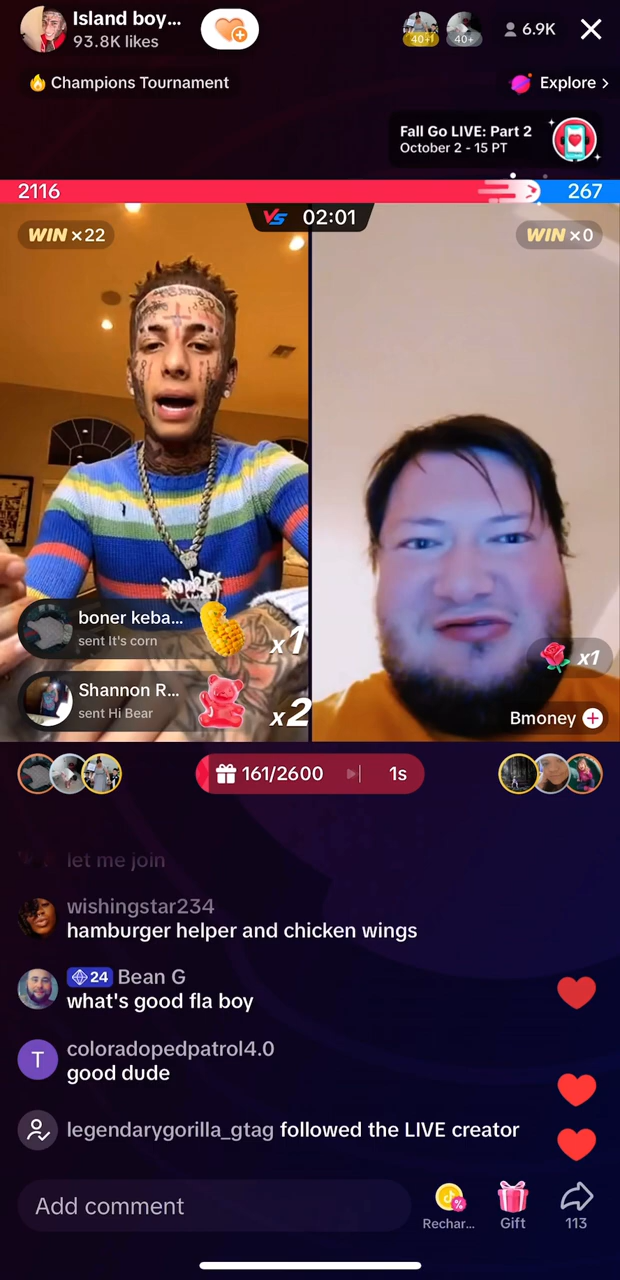 Island boy...
93.8K likes
40+
40+
6.9K
Champions Tournament
Explore >
Fall Go LIVE: Part 2
October 2 - 15 PT
2116
267
VS 02:01
WIN ×22
WIN ×0
boner keba...
sent It's corn
x1
Shannon R...
sent Hi Bear
x2
x1
Bmoney +
161/2600
1s
let me join
wishingstar234
hamburger helper and chicken wings
24 Bean G
what's good fla boy
T
coloradopedpatrol4.0
good dude
legendarygorilla_gtag followed the LIVE creator
Add comment
Rechar...
Gift
113